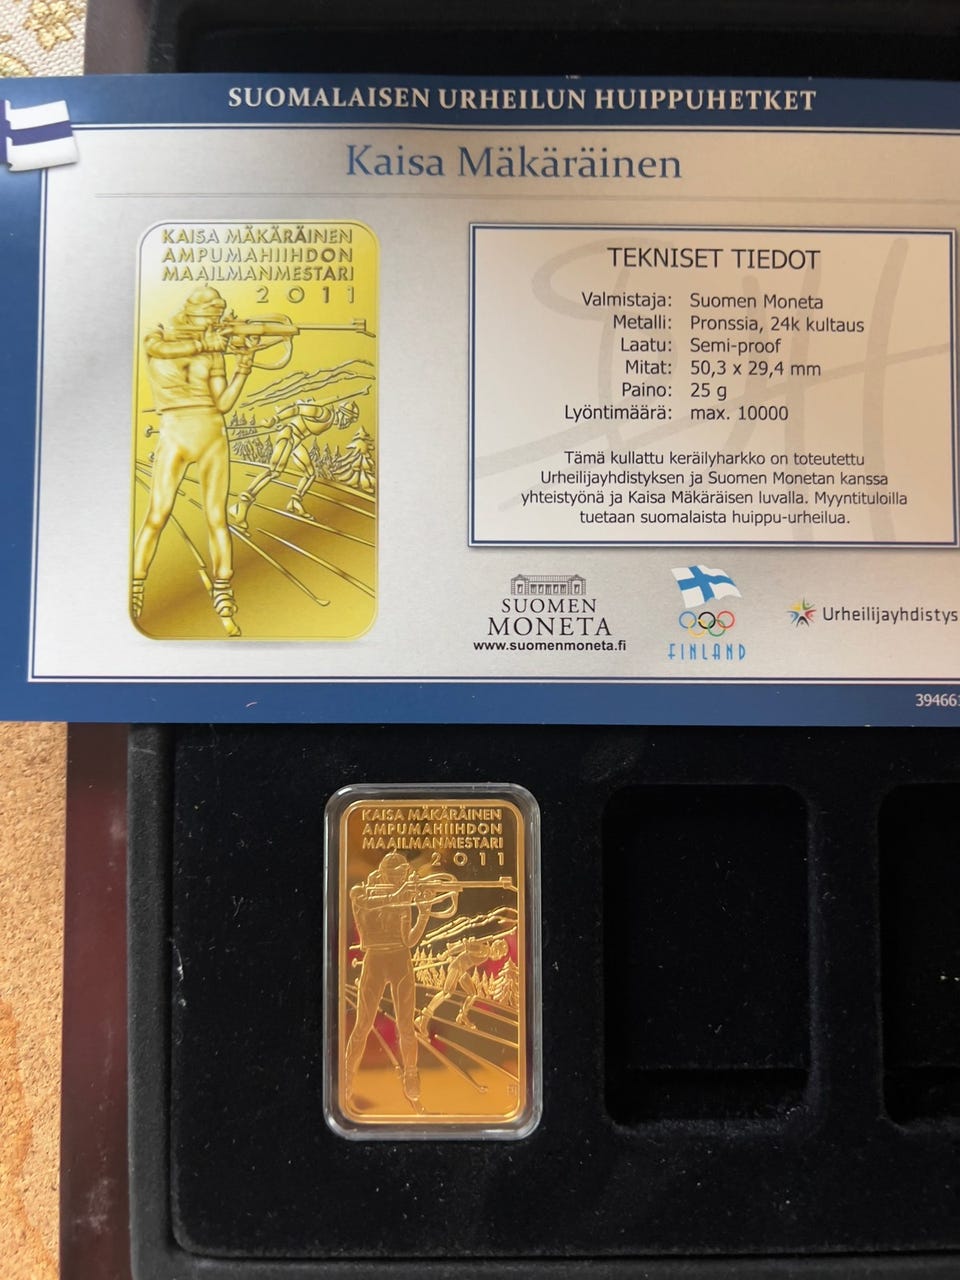 SUOMALAISEN URHEILUN HUIPPUHETKET
Kaisa Mäkäräinen
KAISA MÄKÄRÄINEN
AMPUMAHIIHDON
MAAILMANMESTARI
2011
TEKNISET TIEDOT
Valmistaja: Suomen Moneta
Metalli: Pronssia, 24k kultaus
Laatu: Semi-proof
Mitat: 50,3 x 29,4 mm
Paino: 25 g
Lyöntimäärä: max. 10000
Tämä kullattu keräilyharkko on toteutettu
Urheilijayhdistyksen ja Suomen Monetan kanssa
yhteistyönä ja Kaisa Mäkäräisen luvalla. Myyntituloilla
tuetaan suomalaista huippu-urheilua.
SUOMEN
MONETA
www.suomenmoneta.fi
FINLAND
Urheilijayhdistys
KAISA MÄKÄRÄINEN
AMPUMAHIIHDON
MAAILMANMESTARI
2011